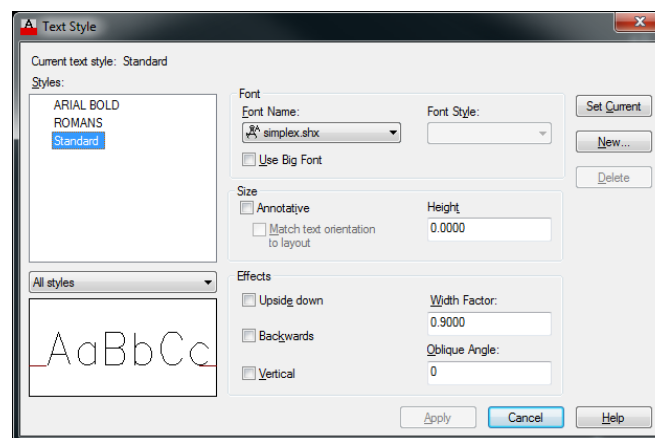 Text Style
Current text style: Standard
Styles:
ARIAL BOLD
ROMANS
Standard
All styles
AaBbCc
Font
Font Name:
simplex.shx
Font Style:
Use Big Font
Size
Annotative
Match text orientation
to layout
Height
0.0000
Effects
Upside down
Backwards
Vertical
Width Factor:
0.9000
Oblique Angle:
0
Set Current
New...
Delete
Apply
Cancel
Help